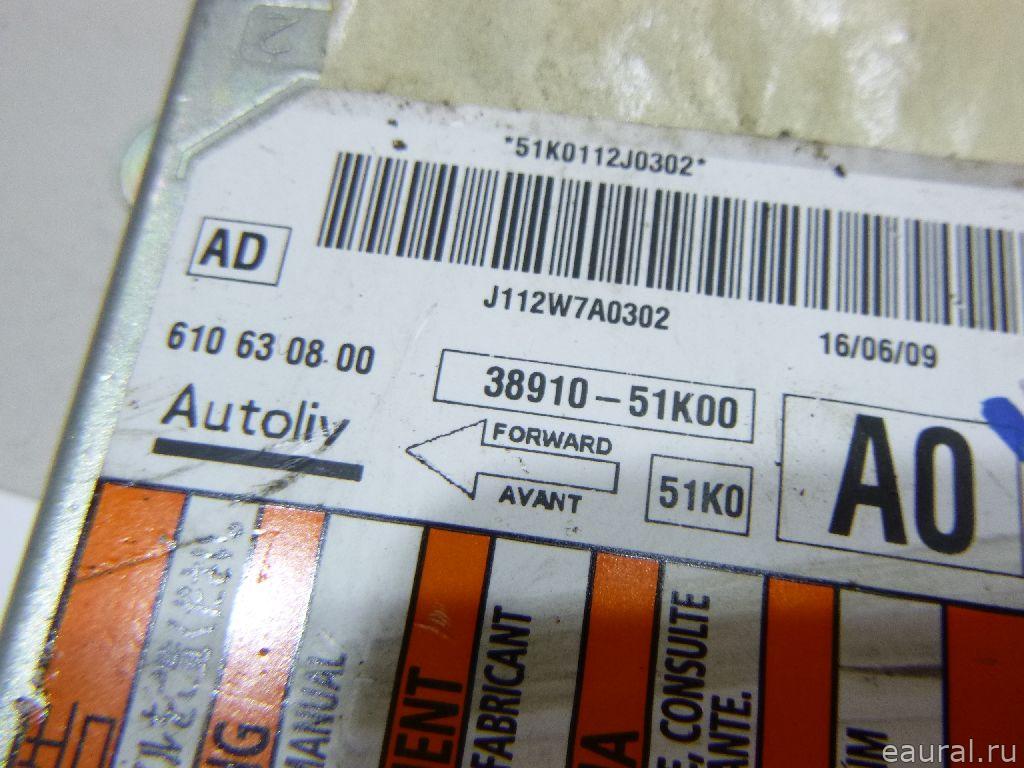 2
*51K0112J0302*
AD
J112W7A0302
16/06/09
610 63 08 00
38910-51K00
Autoliv
FORWARD
AVANT
51K0
A0
MANUAL
FABRICANT
, CONSULTE
eaural.ru